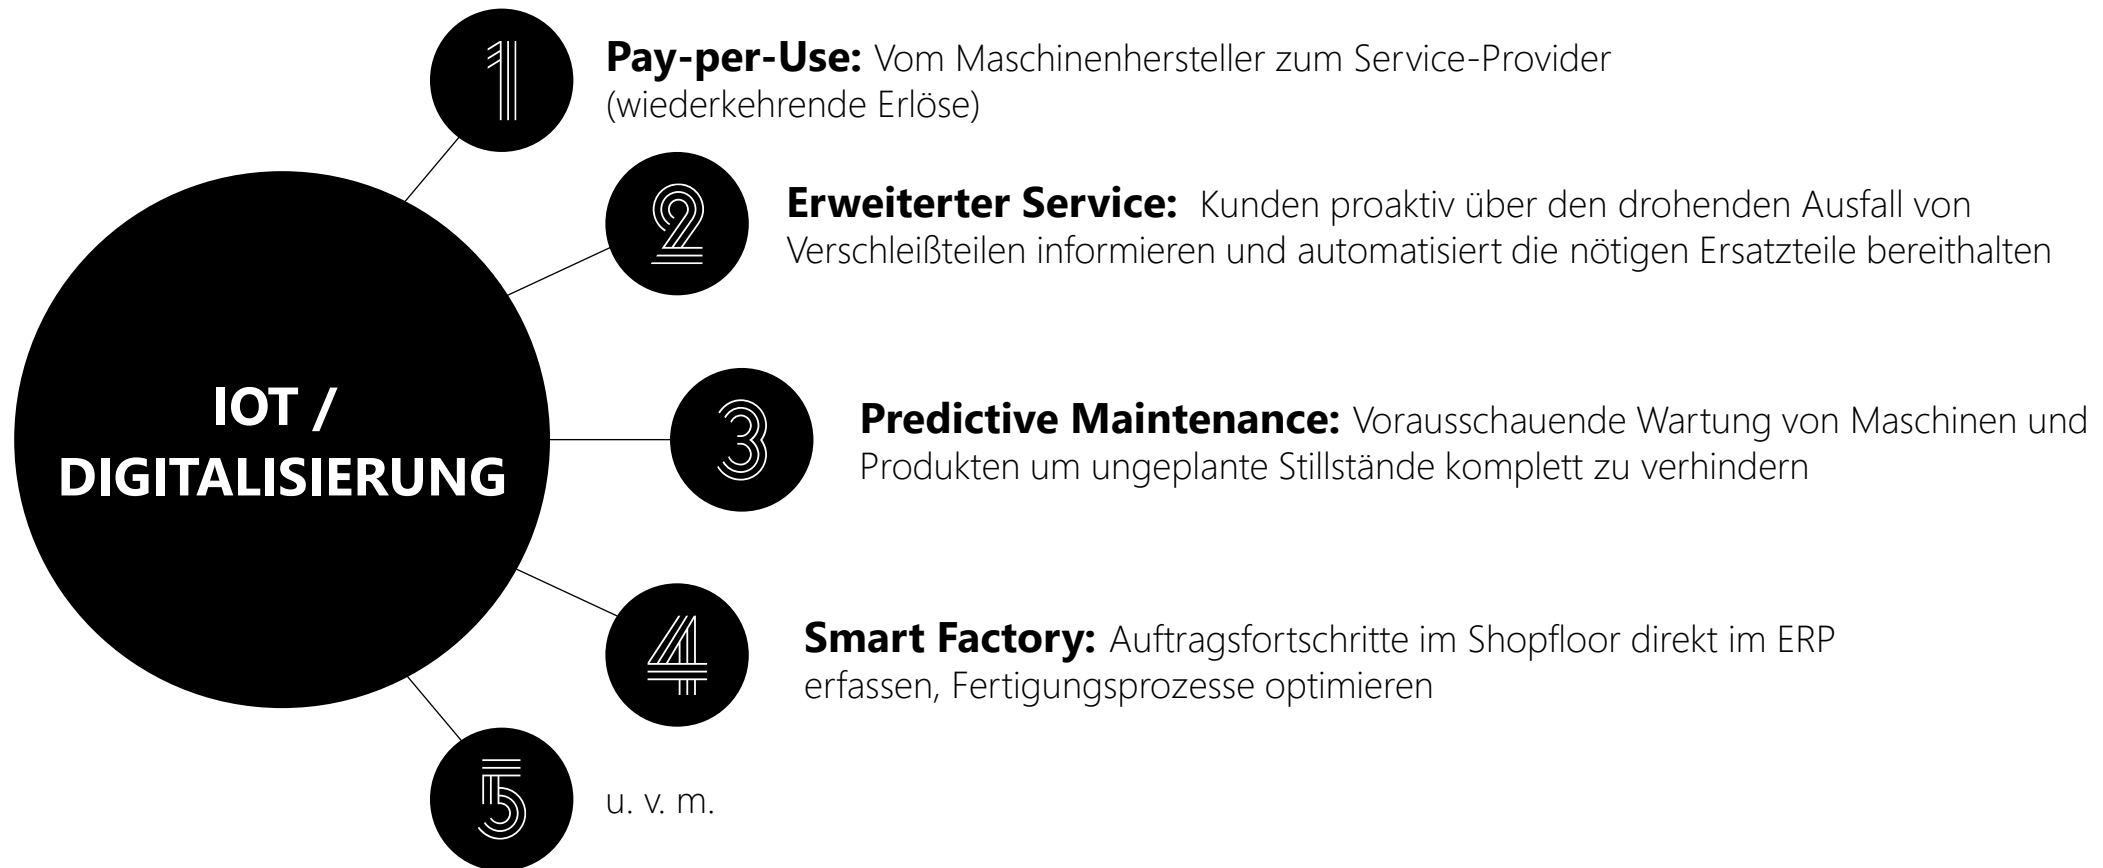 1
Pay-per-Use: Vom Maschinenhersteller zum Service-Provider
(wiederkehrende Erlöse)
2
Erweiterter Service: Kunden proaktiv über den drohenden Ausfall von
Verschleißteilen informieren und automatisiert die nötigen Ersatzteile bereithalten
IOT /
DIGITALISIERUNG
3
Predictive Maintenance: Vorausschauende Wartung von Maschinen und
Produkten um ungeplante Stillstände komplett zu verhindern
4
Smart Factory: Auftragsfortschritte im Shopfloor direkt im ERP
erfassen, Fertigungsprozesse optimieren
5
u. v. m.